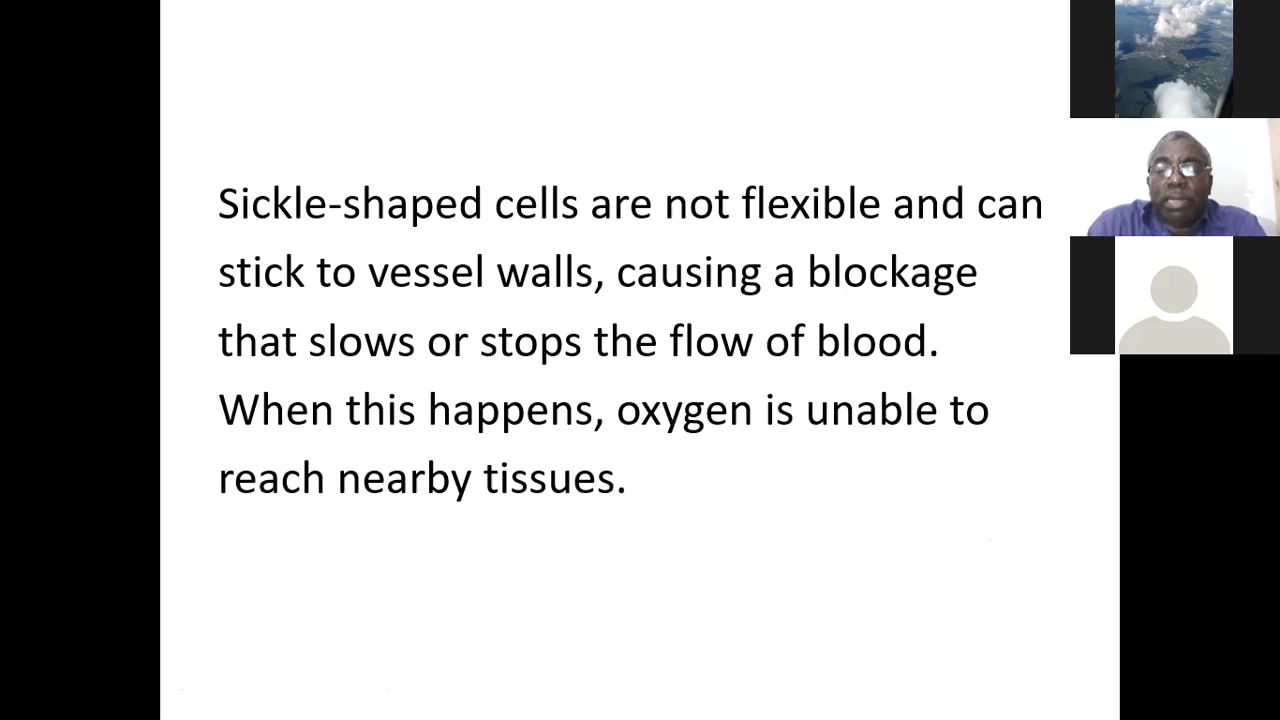 Sickle-shaped cells are not flexible and can
stick to vessel walls, causing a blockage
that slows or stops the flow of blood.
When this happens, oxygen is unable to
reach nearby tissues.